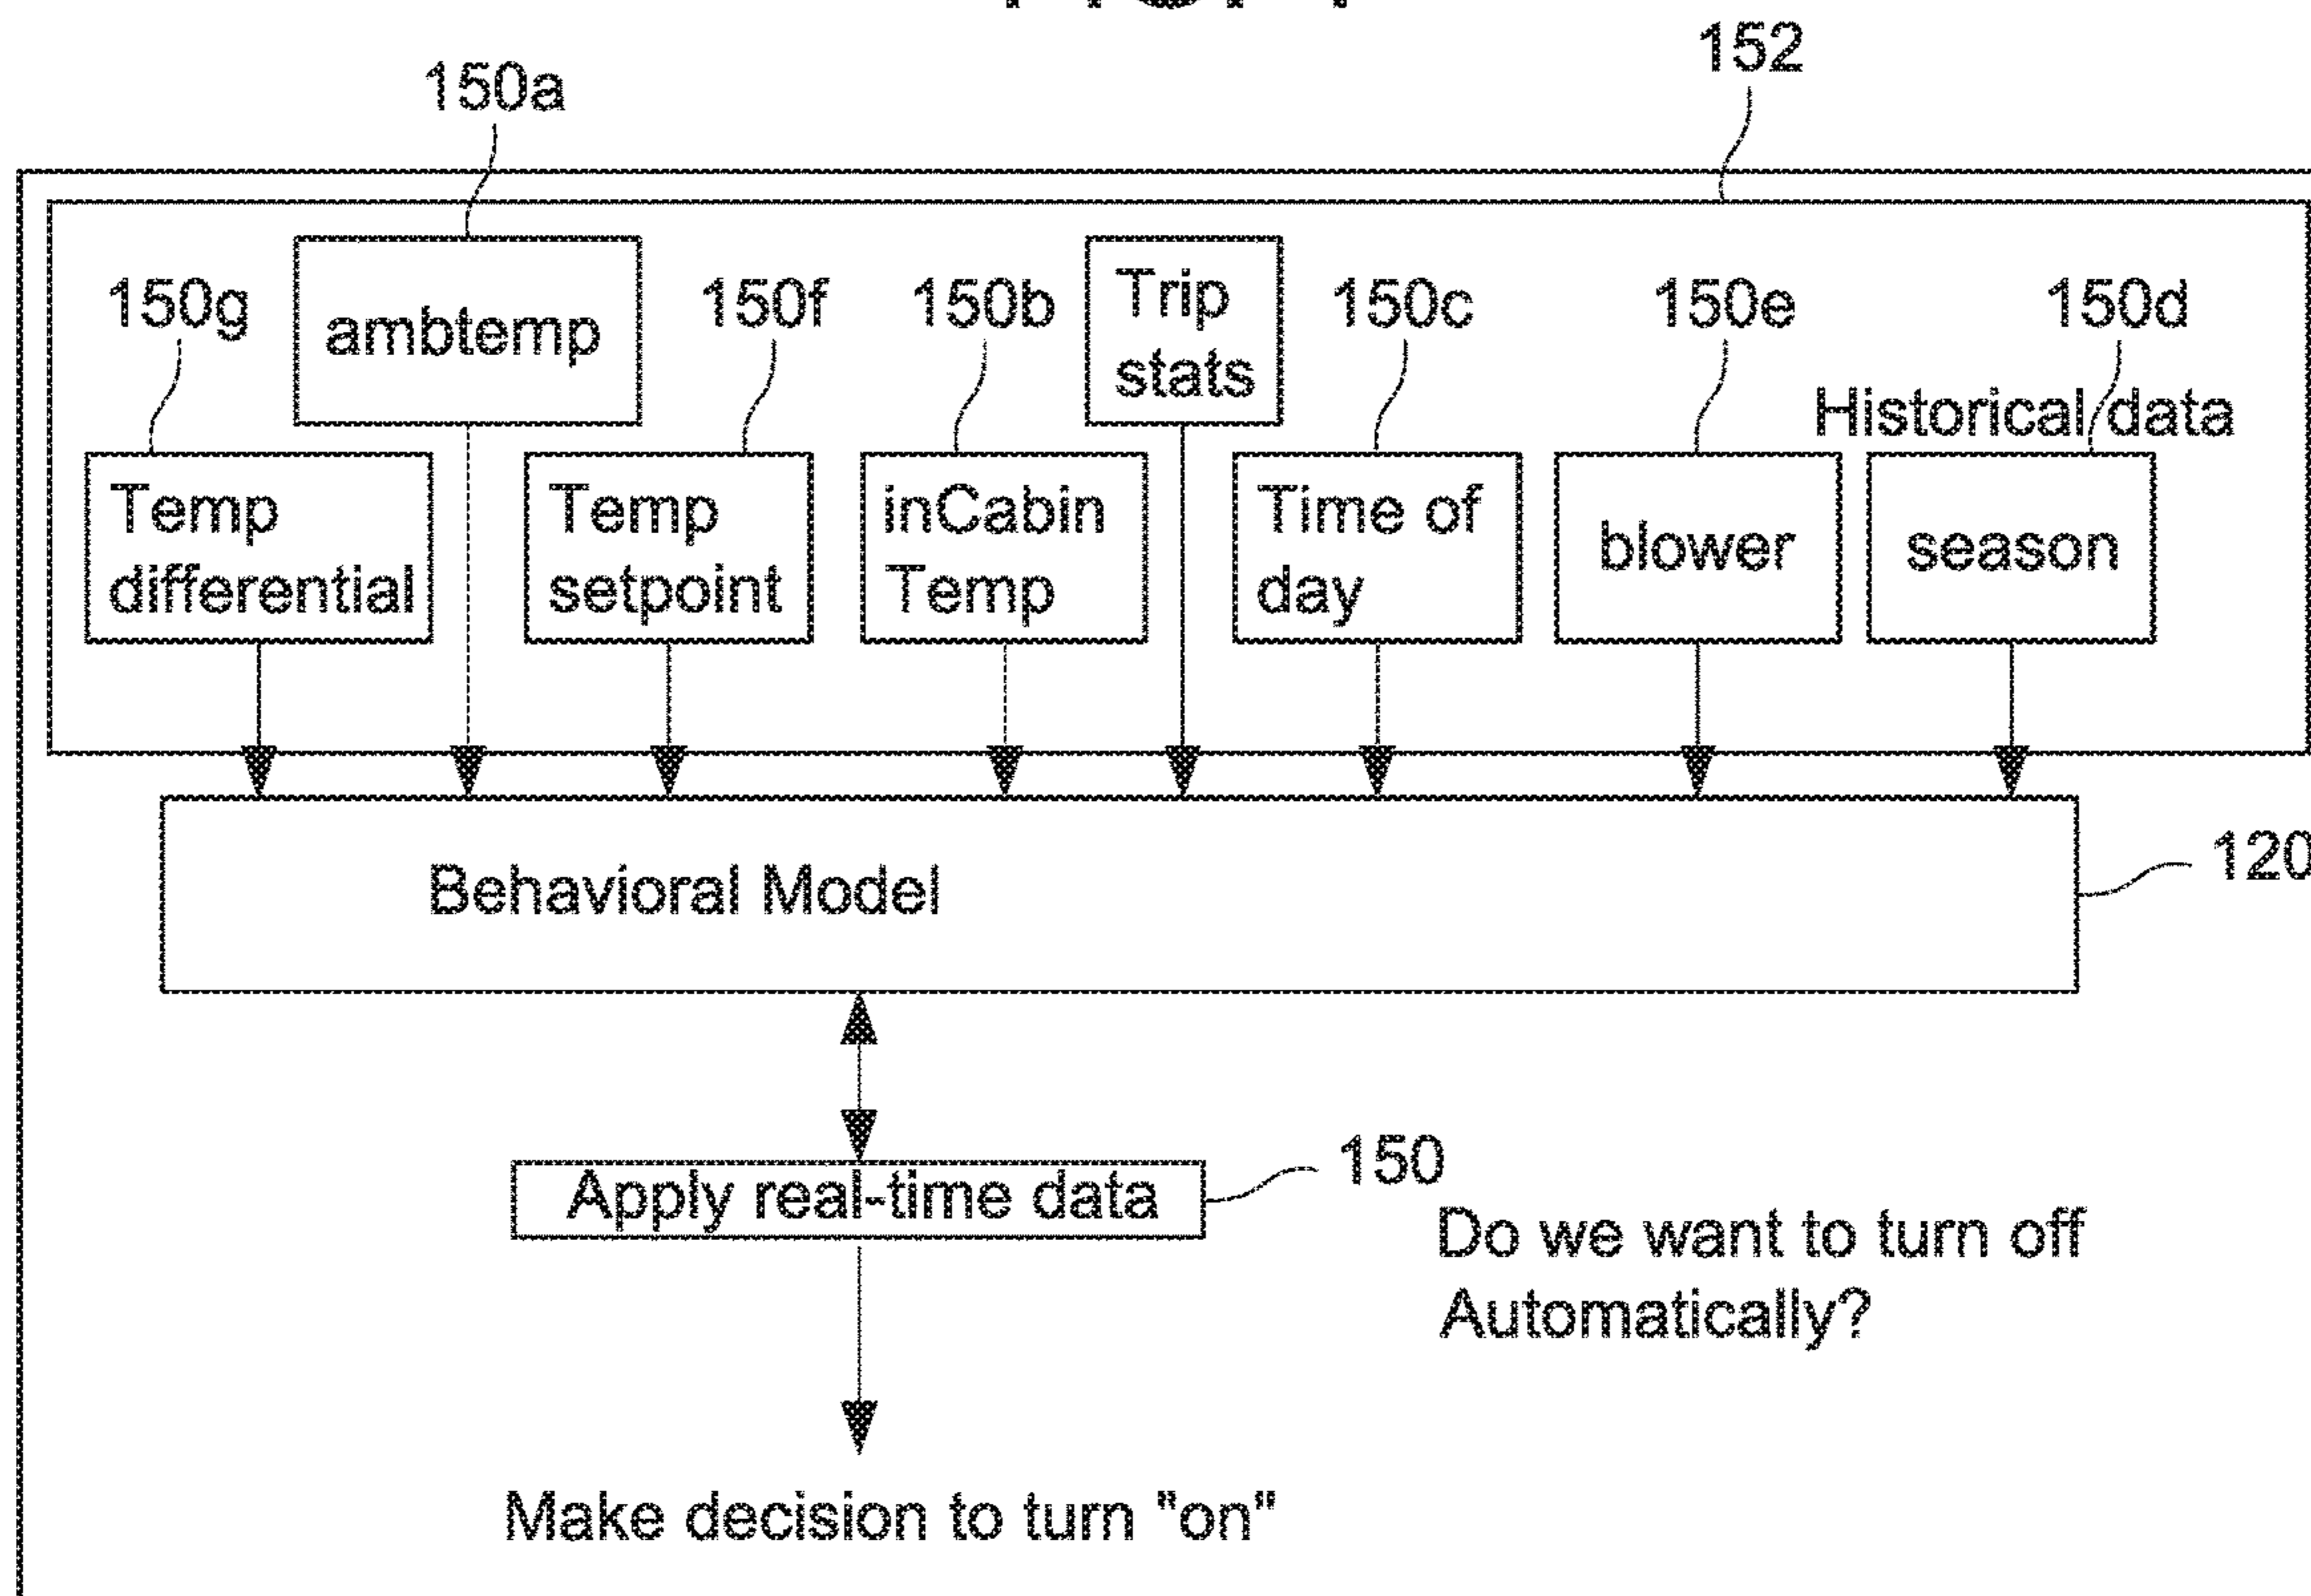 152
150a
150g
ambtemp
150f
150b
Trip
stats
150c
150e
150d
Historical data
Temp
differential
Temp
setpoint
inCabin
Temp
Time of
day
blower
season
Behavioral Model
120
Apply real-time data
150
Do we want to turn off
Automatically?
Make decision to turn "on"